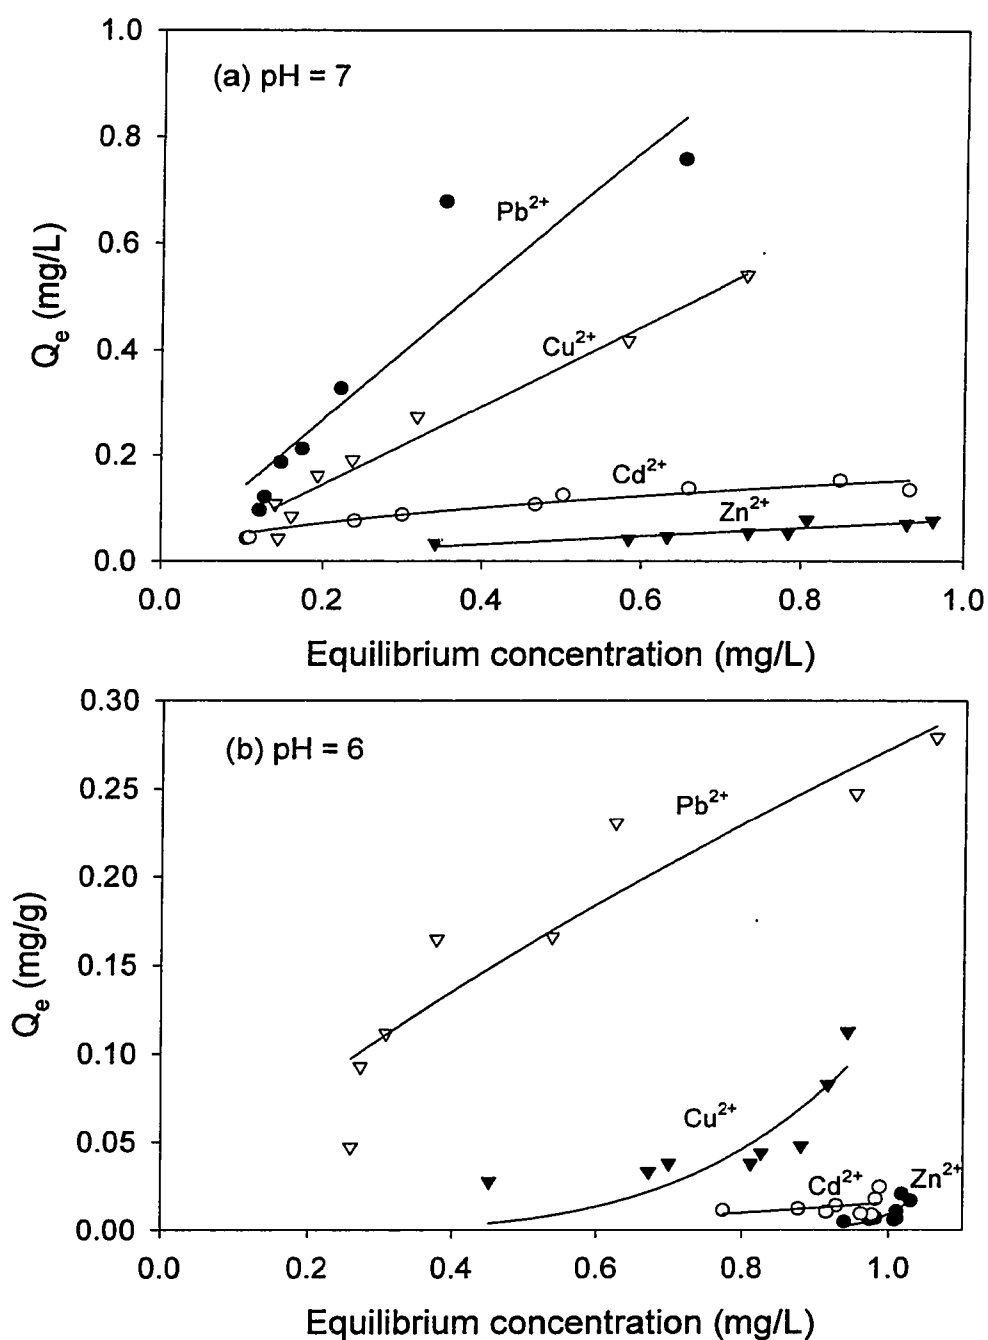 1.0
(a) pH = 7
0.8
Pb²⁺
0.6
Qₑ (mg/L)
Cu²⁺
0.4
0.2
Cd²⁺
Zn²⁺
0.0
0.0 0.2 0.4 0.6 0.8 1.0
Equilibrium concentration (mg/L)
0.30
(b) pH = 6
0.25
Pb²⁺
0.20
Qₑ (mg/g)
0.15
0.10
Cu²⁺
0.05
Cd²⁺ Zn²⁺
0.00
0.0 0.2 0.4 0.6 0.8 1.0
Equilibrium concentration (mg/L)